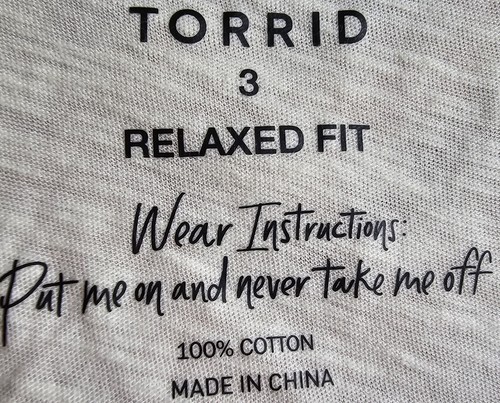 TORRID
3
RELAXED FIT
Wear Instructions:
Put me on and never take me off
100% COTTON
MADE IN CHINA